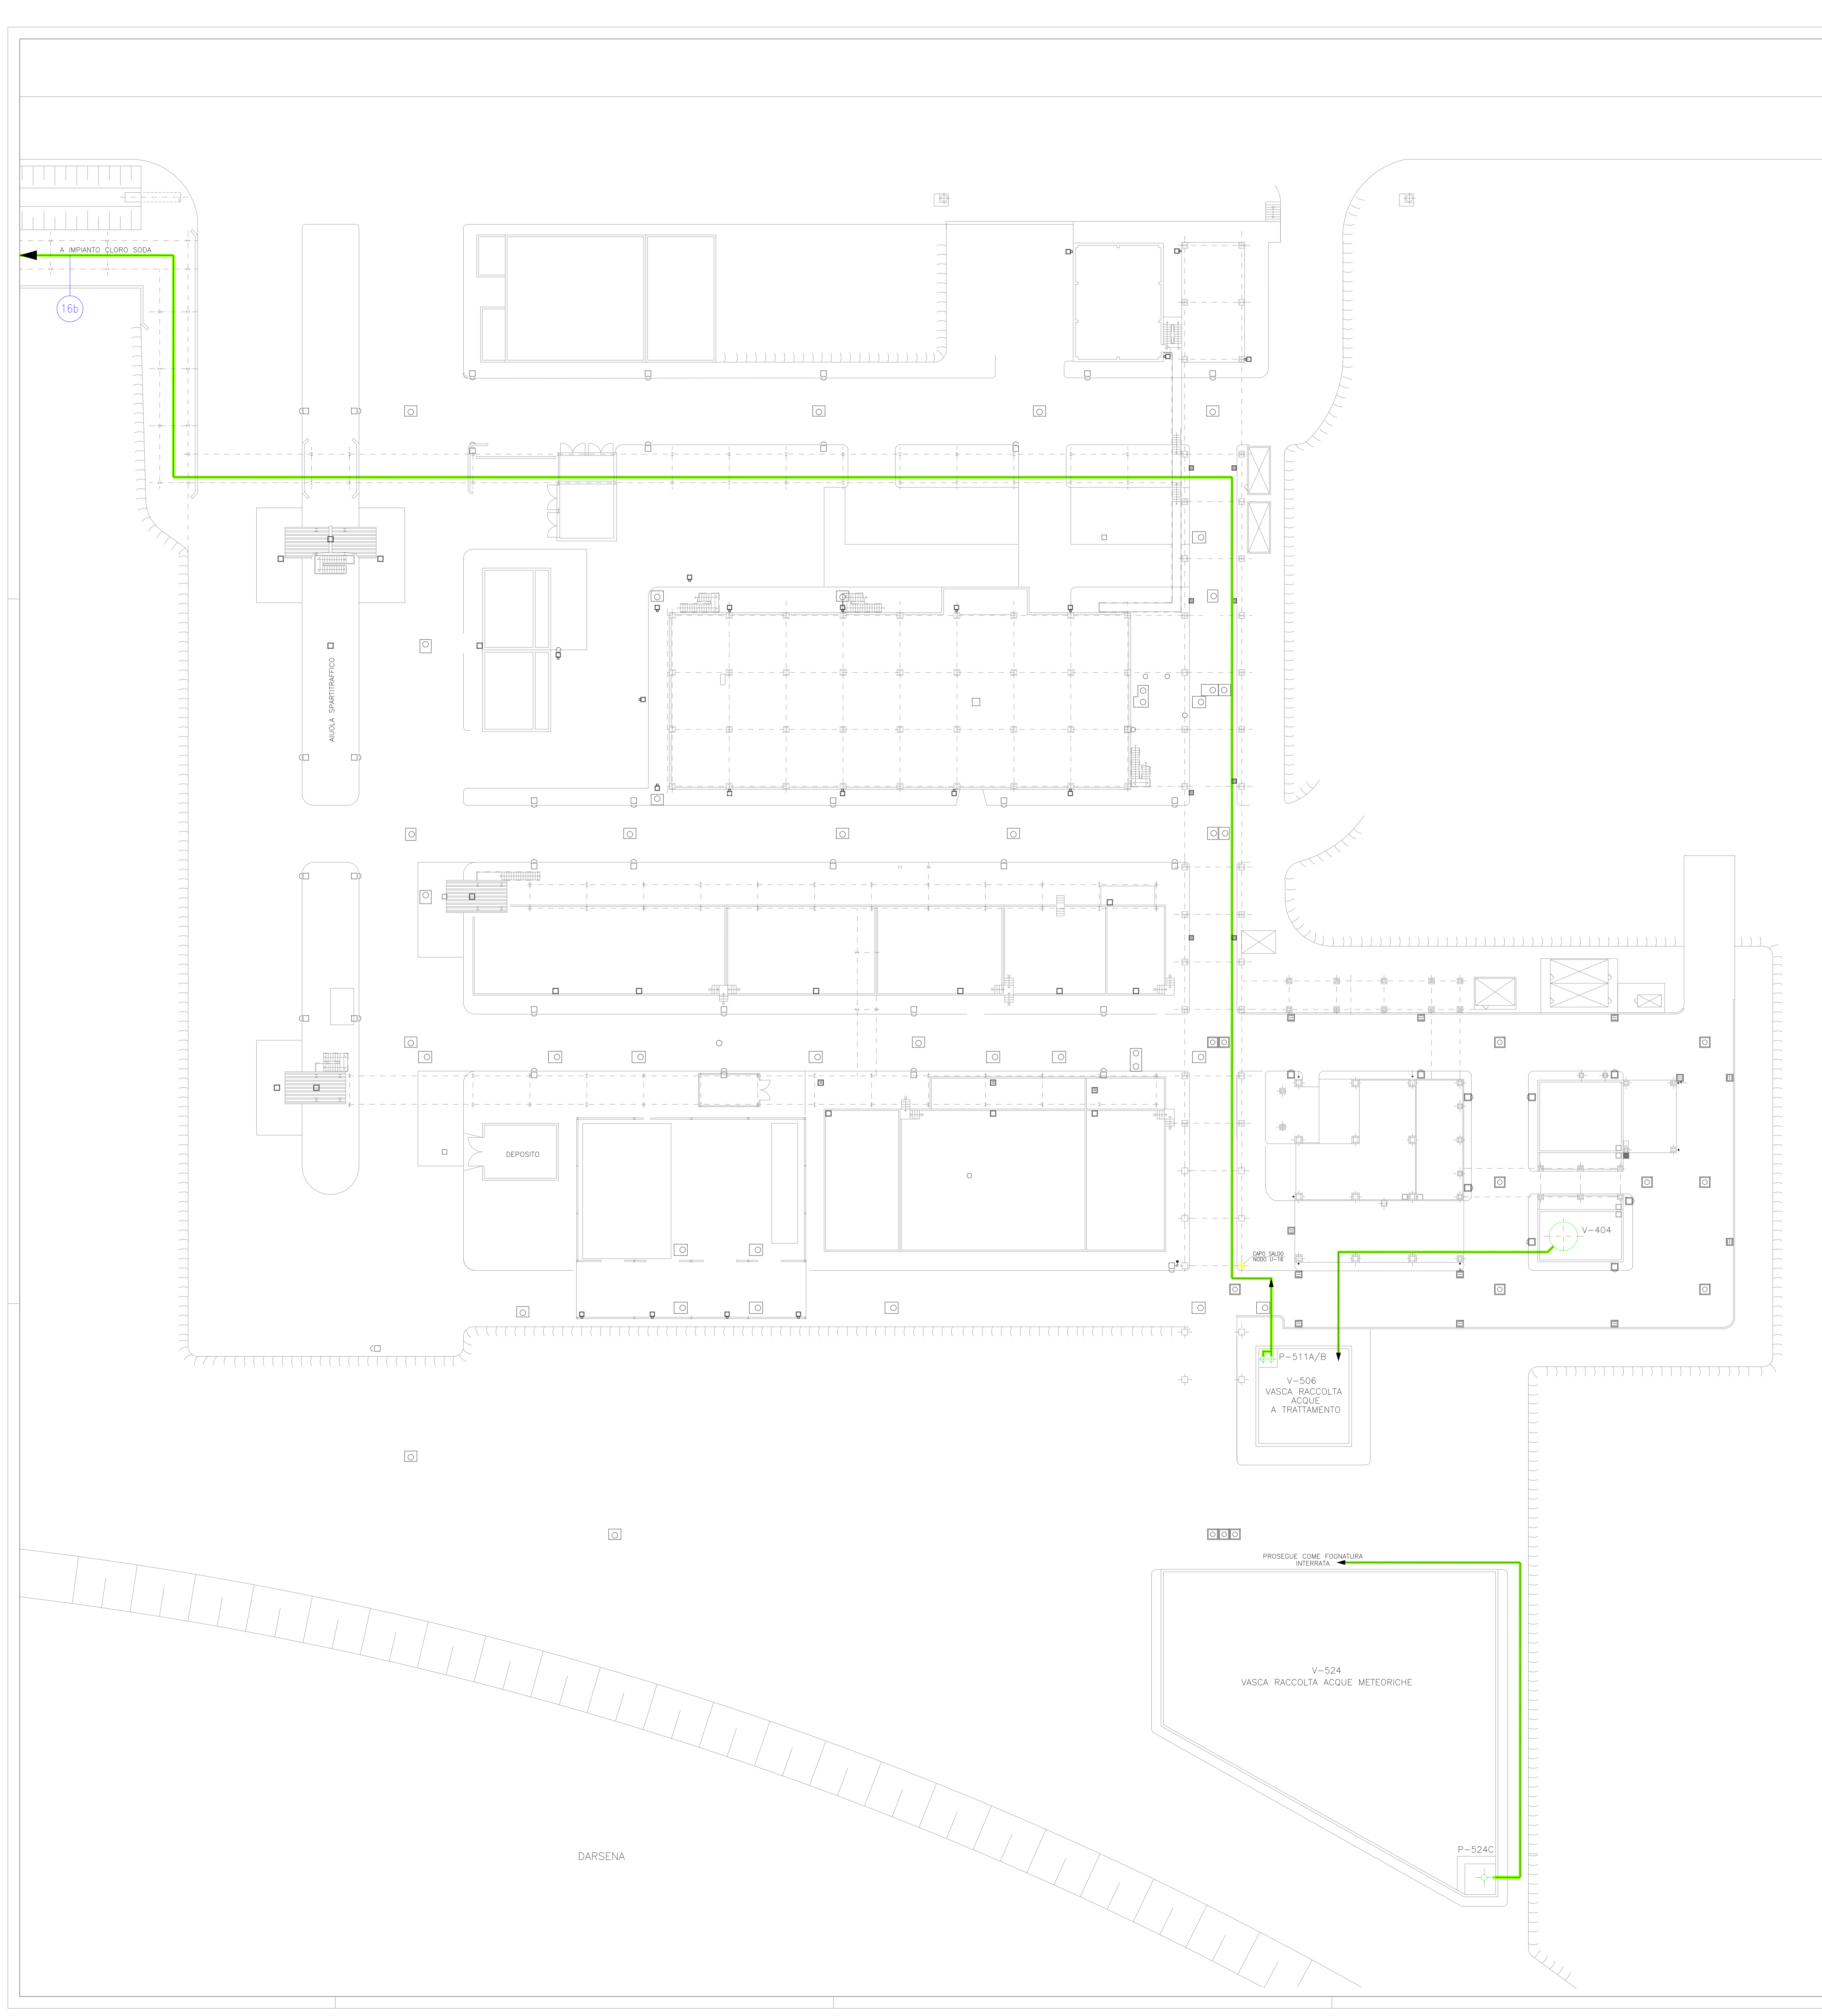 A IMPIANTO CLORO SODA
16b
AIUOLA SPARTITRAFFICO
DEPOSITO
V-404
CAPO SALDO
NODO U-16
P-511A/B
V-506
VASCA RACCOLTA
ACQUE
A TRATTAMENTO
PROSEGUE COME FOGNATURA
INTERRATA
V-524
VASCA RACCOLTA ACQUE METEORICHE
P-524C
DARSENA